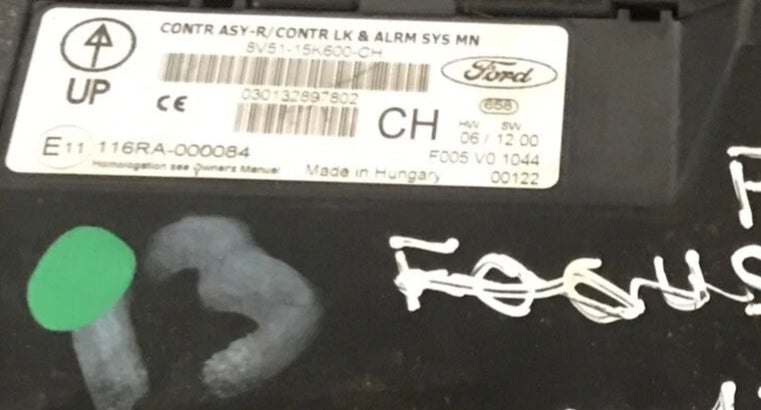 CONTR ASY-R/CONTR LK & ALRM SYS MN
8V51-15K600-CH
Ford
UP
CE
030132897802
658
CH
HW SW
06 / 12 00
E11 116RA-000084
F005 V0 1044
Homologation see Owners Manual
Made in Hungary
00122
13